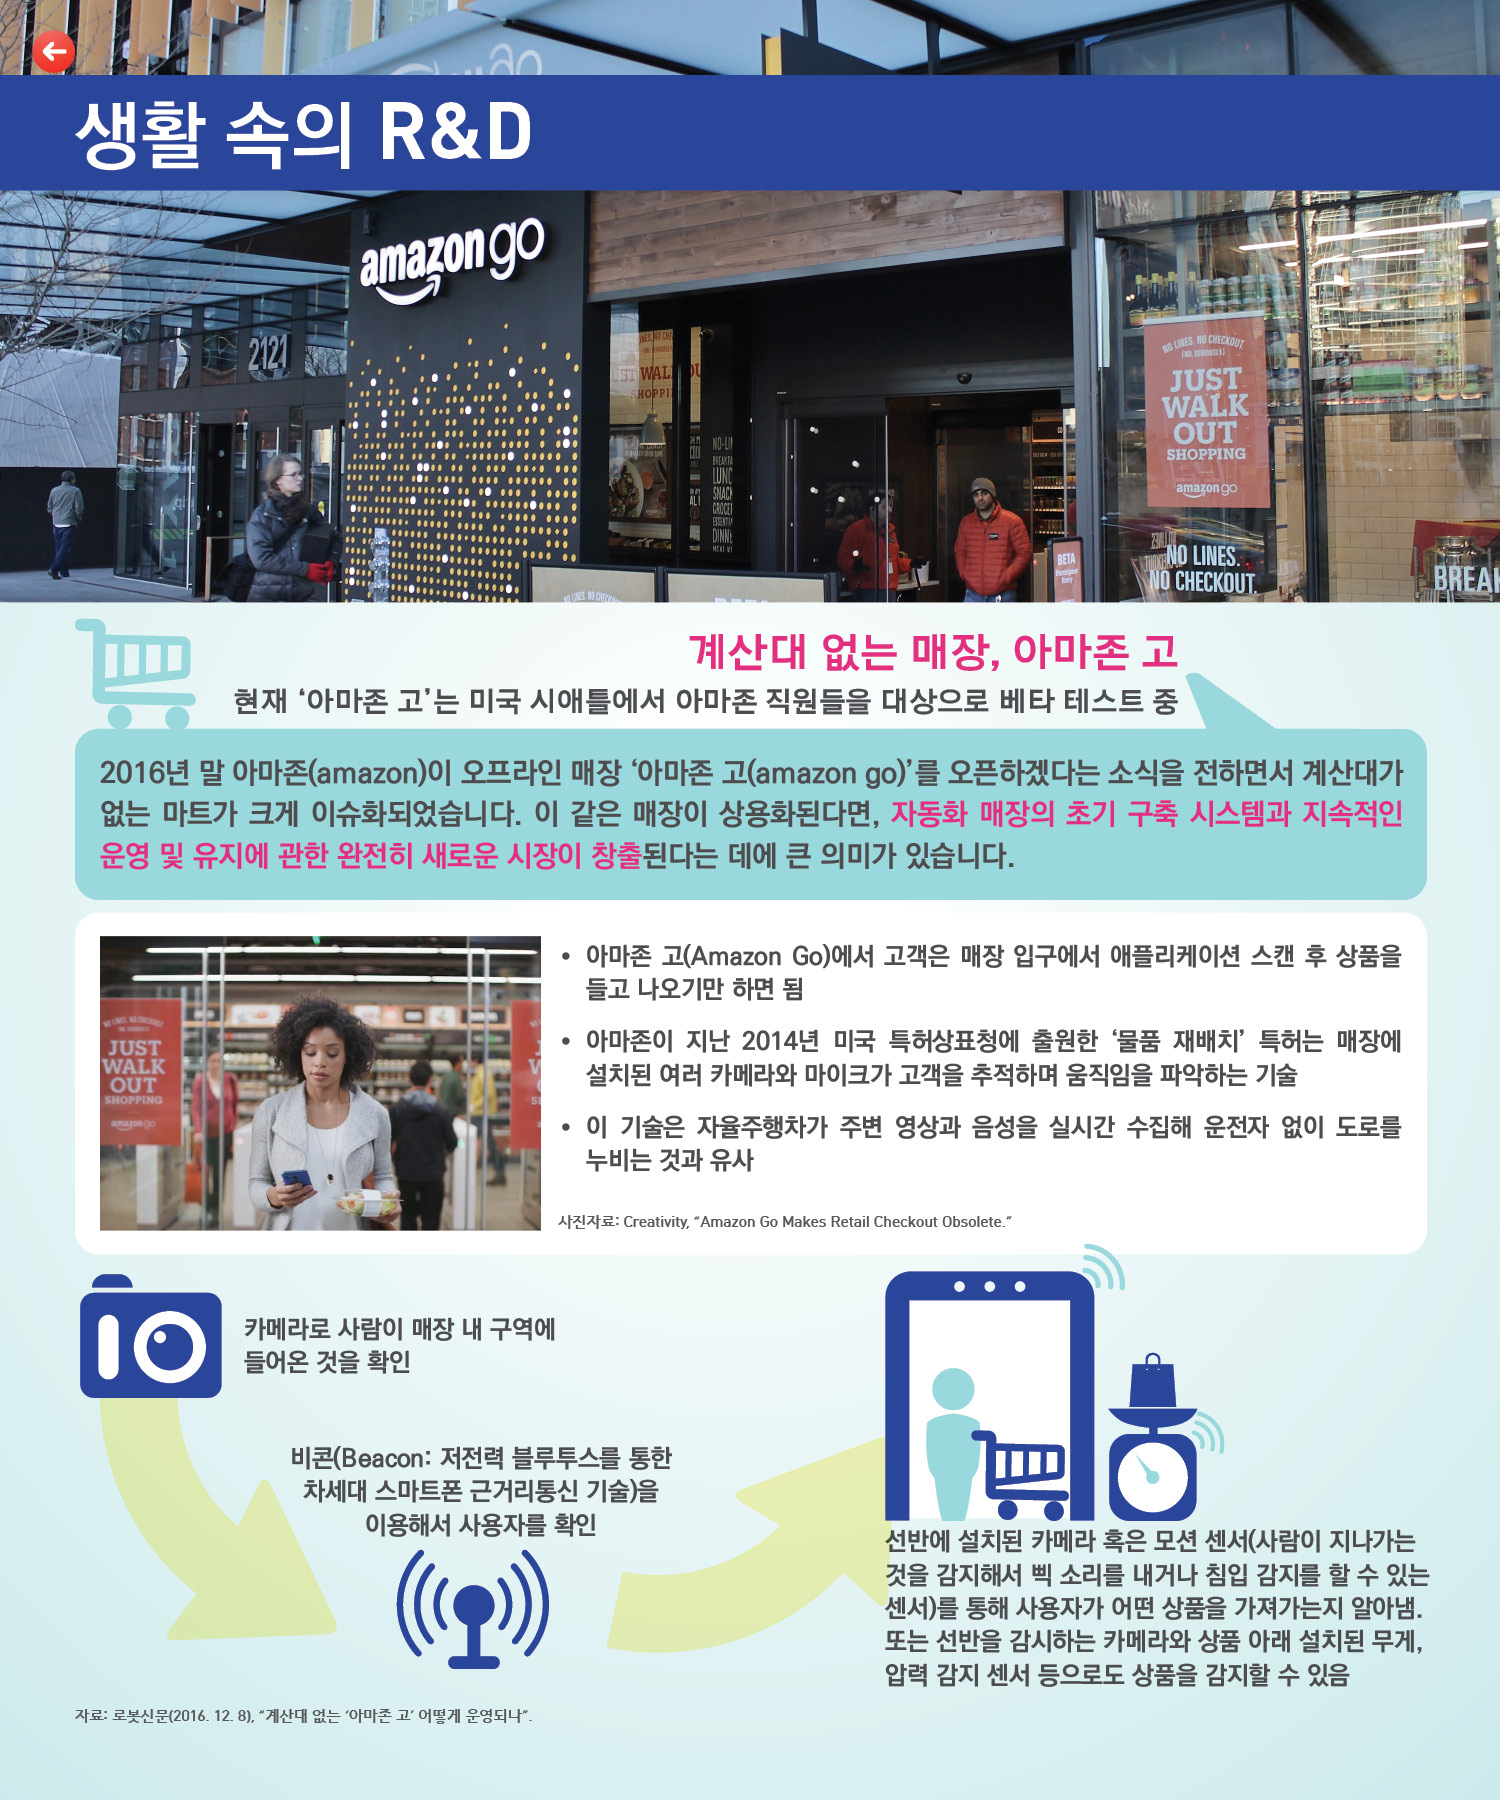 생활 속의 R&D
amazon go
2121
NO LINES. NO CHECKOUT.
(NO SERIOUSLY.)
JUST
WALK
OUT
SHOPPING
amazon go
NO LINES.
NO CHECKOUT.
BETA
Participant
Entry
BREAK
계산대 없는 매장, 아마존 고
현재 ‘아마존 고’는 미국 시애틀에서 아마존 직원들을 대상으로 베타 테스트 중
2016년 말 아마존(amazon)이 오프라인 매장 ‘아마존 고(amazon go)’를 오픈하겠다는 소식을 전하면서 계산대가
없는 마트가 크게 이슈화되었습니다. 이 같은 매장이 상용화된다면, 자동화 매장의 초기 구축 시스템과 지속적인
운영 및 유지에 관한 완전히 새로운 시장이 창출된다는 데에 큰 의미가 있습니다.
JUST
WALK
OUT
SHOPPING
amazon go
• 아마존 고(Amazon Go)에서 고객은 매장 입구에서 애플리케이션 스캔 후 상품을
들고 나오기만 하면 됨
• 아마존이 지난 2014년 미국 특허상표청에 출원한 ‘물품 재배치’ 특허는 매장에
설치된 여러 카메라와 마이크가 고객을 추적하며 움직임을 파악하는 기술
• 이 기술은 자율주행차가 주변 영상과 음성을 실시간 수집해 운전자 없이 도로를
누비는 것과 유사
사진자료: Creativity, “Amazon Go Makes Retail Checkout Obsolete.”
카메라로 사람이 매장 내 구역에
들어온 것을 확인
비콘(Beacon: 저전력 블루투스를 통한
차세대 스마트폰 근거리통신 기술)을
이용해서 사용자를 확인
선반에 설치된 카메라 혹은 모션 센서(사람이 지나가는
것을 감지해서 삑 소리를 내거나 침입 감지를 할 수 있는
센서)를 통해 사용자가 어떤 상품을 가져가는지 알아냄.
또는 선반을 감시하는 카메라와 상품 아래 설치된 무게,
압력 감지 센서 등으로도 상품을 감지할 수 있음
자료: 로봇신문(2016. 12. 8), “계산대 없는 ‘아마존 고’ 어떻게 운영되나”.